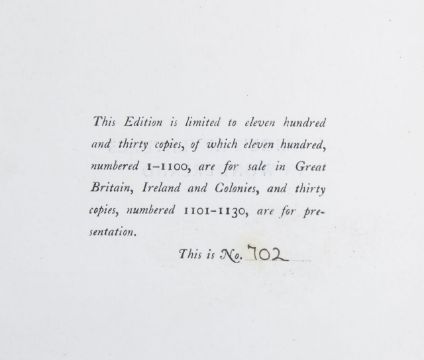 This Edition is limited to eleven hundred
and thirty copies, of which eleven hundred,
numbered 1-1100, are for sale in Great
Britain, Ireland and Colonies, and thirty
copies, numbered 1101-1130, are for pre-
sentation.
This is No. 702